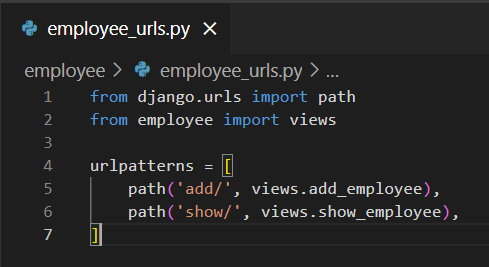 employee_urls.py
employee > employee_urls.py > ...
1 from django.urls import path
2 from employee import views
3
4 urlpatterns = [
5     path('add/', views.add_employee),
6     path('show/', views.show_employee),
7 ]